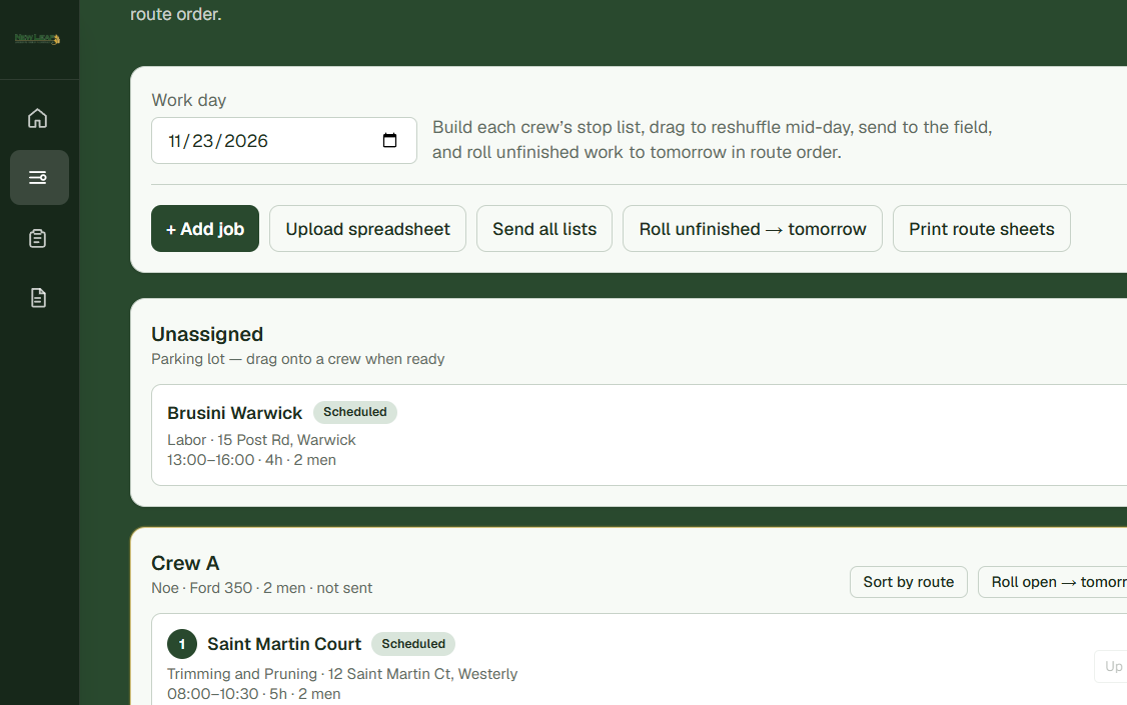 route order.
New Leaf
Work day
11/23/2026
Build each crew’s stop list, drag to reshuffle mid-day, send to the field,
and roll unfinished work to tomorrow in route order.
+ Add job
Upload spreadsheet
Send all lists
Roll unfinished → tomorrow
Print route sheets
Unassigned
Parking lot — drag onto a crew when ready
Brusini Warwick
Scheduled
Labor · 15 Post Rd, Warwick
13:00–16:00 · 4h · 2 men
Crew A
Noe · Ford 350 · 2 men · not sent
Sort by route
Roll open → tomorr
1
Saint Martin Court
Scheduled
Trimming and Pruning · 12 Saint Martin Ct, Westerly
08:00–10:30 · 5h · 2 men
Up